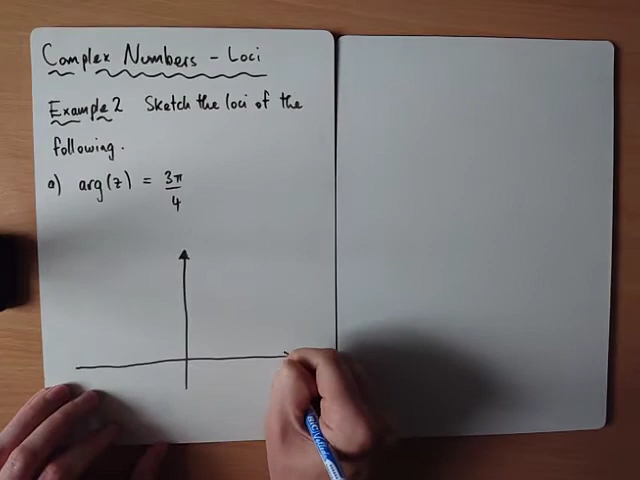 Complex Numbers - Loci
Example 2 Sketch the loci of the
following.
a) arg(z) = 3π/4